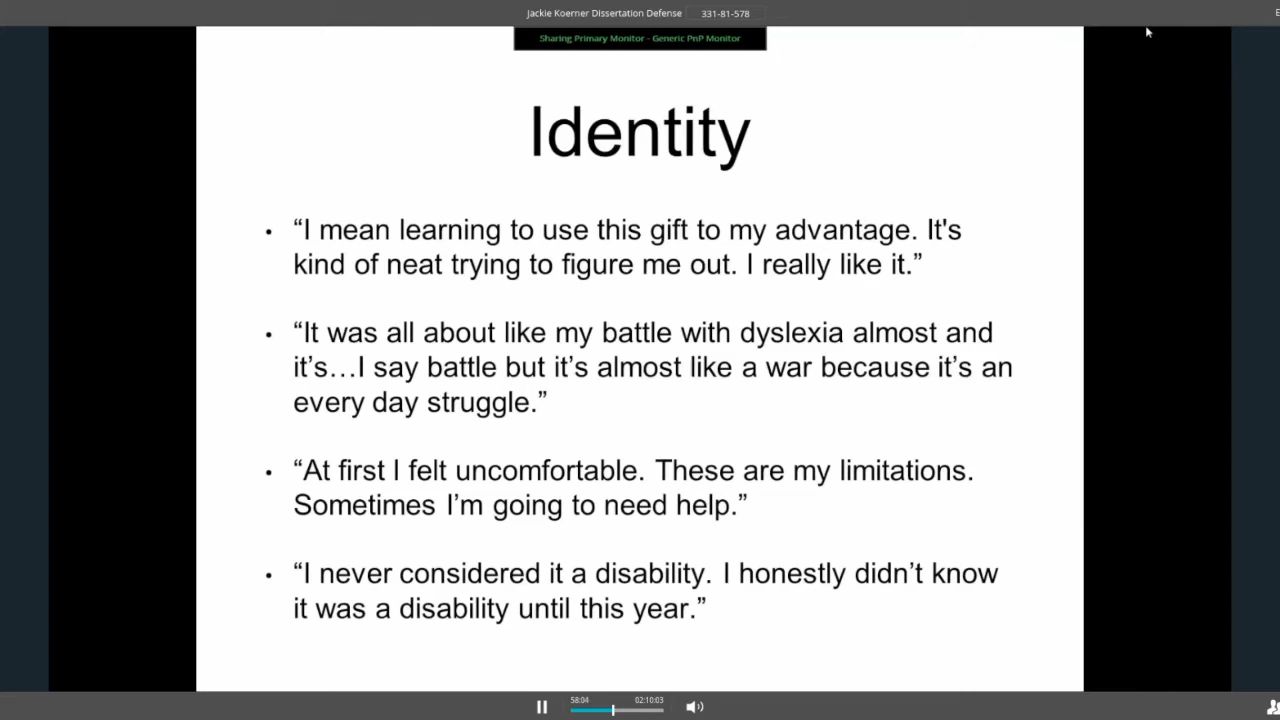 Jackie Koerner Dissertation Defense 331-81-578
E
Sharing Primary Monitor - Generic PnP Monitor
Identity
• “I mean learning to use this gift to my advantage. It's
kind of neat trying to figure me out. I really like it.”
• “It was all about like my battle with dyslexia almost and
it’s…I say battle but it’s almost like a war because it’s an
every day struggle.”
• “At first I felt uncomfortable. These are my limitations.
Sometimes I’m going to need help.”
• “I never considered it a disability. I honestly didn’t know
it was a disability until this year.”
58:04 02:10:03